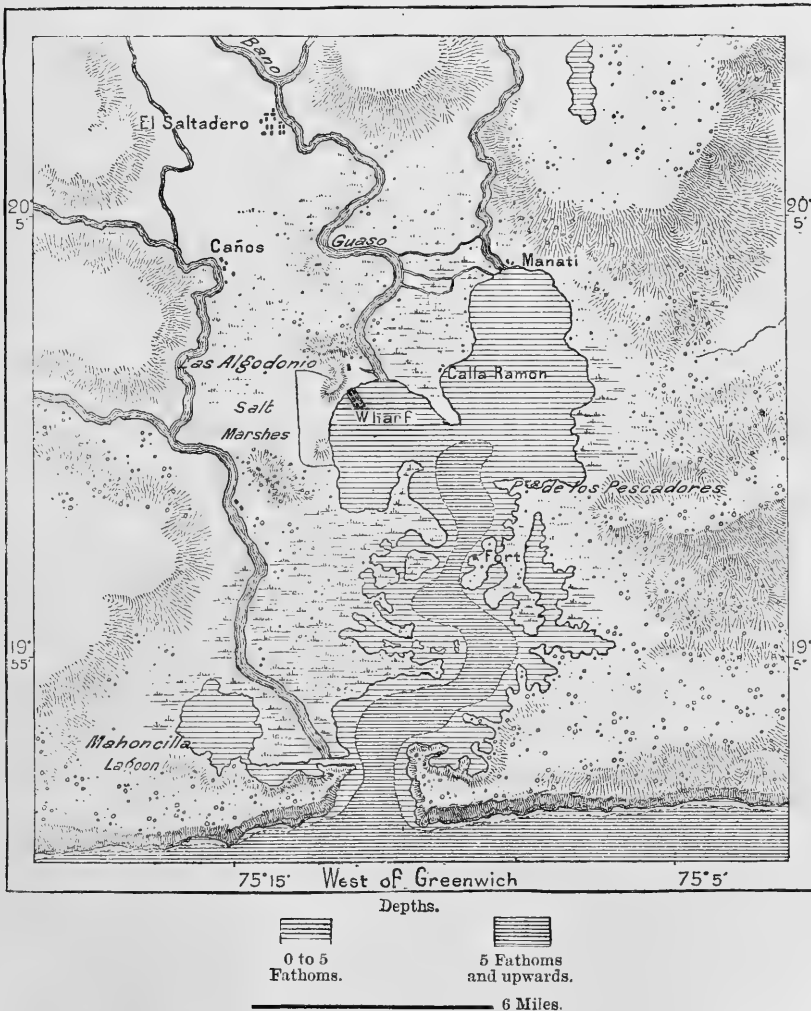 Bano
El Saltadero
20°
5'
20°
5'
Guaso
Caños
Manati
Las Algodonio
Calla Ramon
Salt
Marshes
Wharf
Pta de los Pescadores
Fort
19°
55'
19°
5'
Mahoncilla
Lagoon
75°15'
West of Greenwich
75°5'
Depths.
0 to 5
Fathoms.
5 Fathoms
and upwards.
6 Miles.